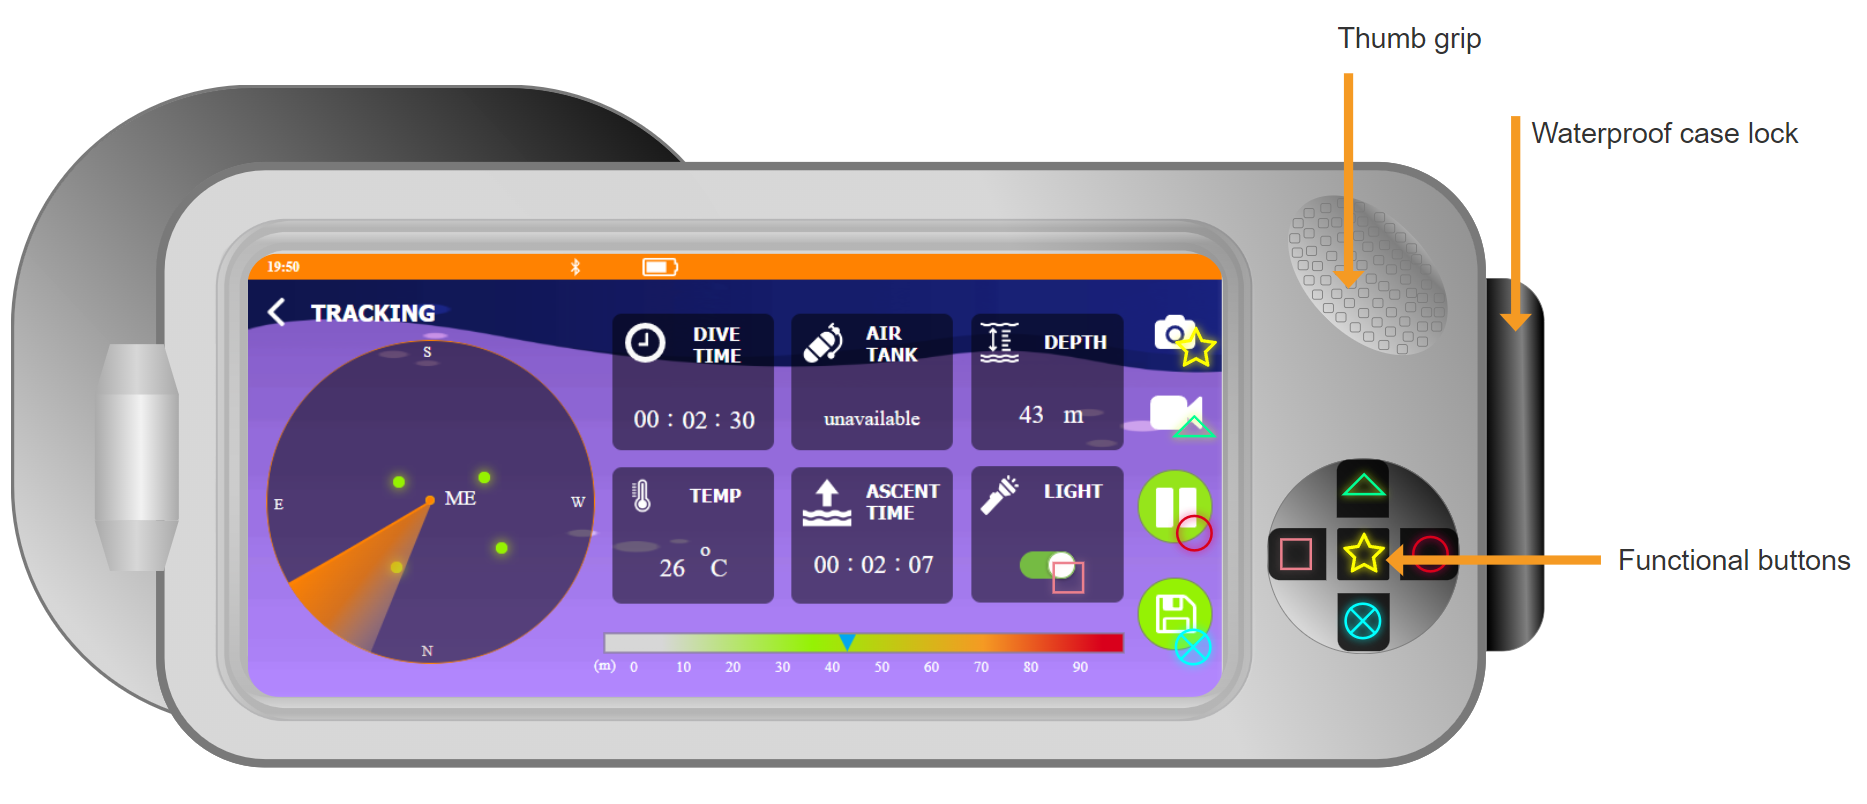 Thumb grip
Waterproof case lock
19:50
TRACKING
S
E
ME
W
N
DIVE
TIME
00 : 02 : 30
AIR
TANK
unavailable
DEPTH
43 m
TEMP
26 °C
ASCENT
TIME
00 : 02 : 07
LIGHT
(m) 0 10 20 30 40 50 60 70 80 90
Functional buttons